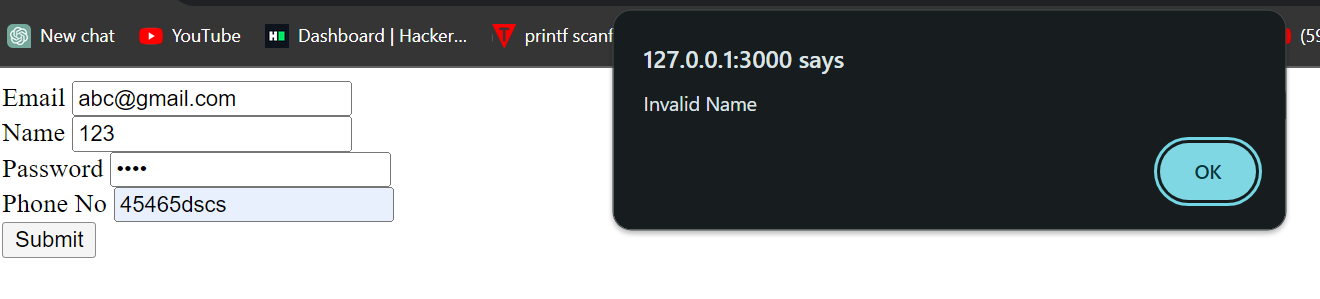 New chat
YouTube
Dashboard | Hacker...
printf scanf
(59
127.0.0.1:3000 says
Invalid Name
OK
Email abc@gmail.com
Name 123
Password ••••
Phone No 45465dscs
Submit